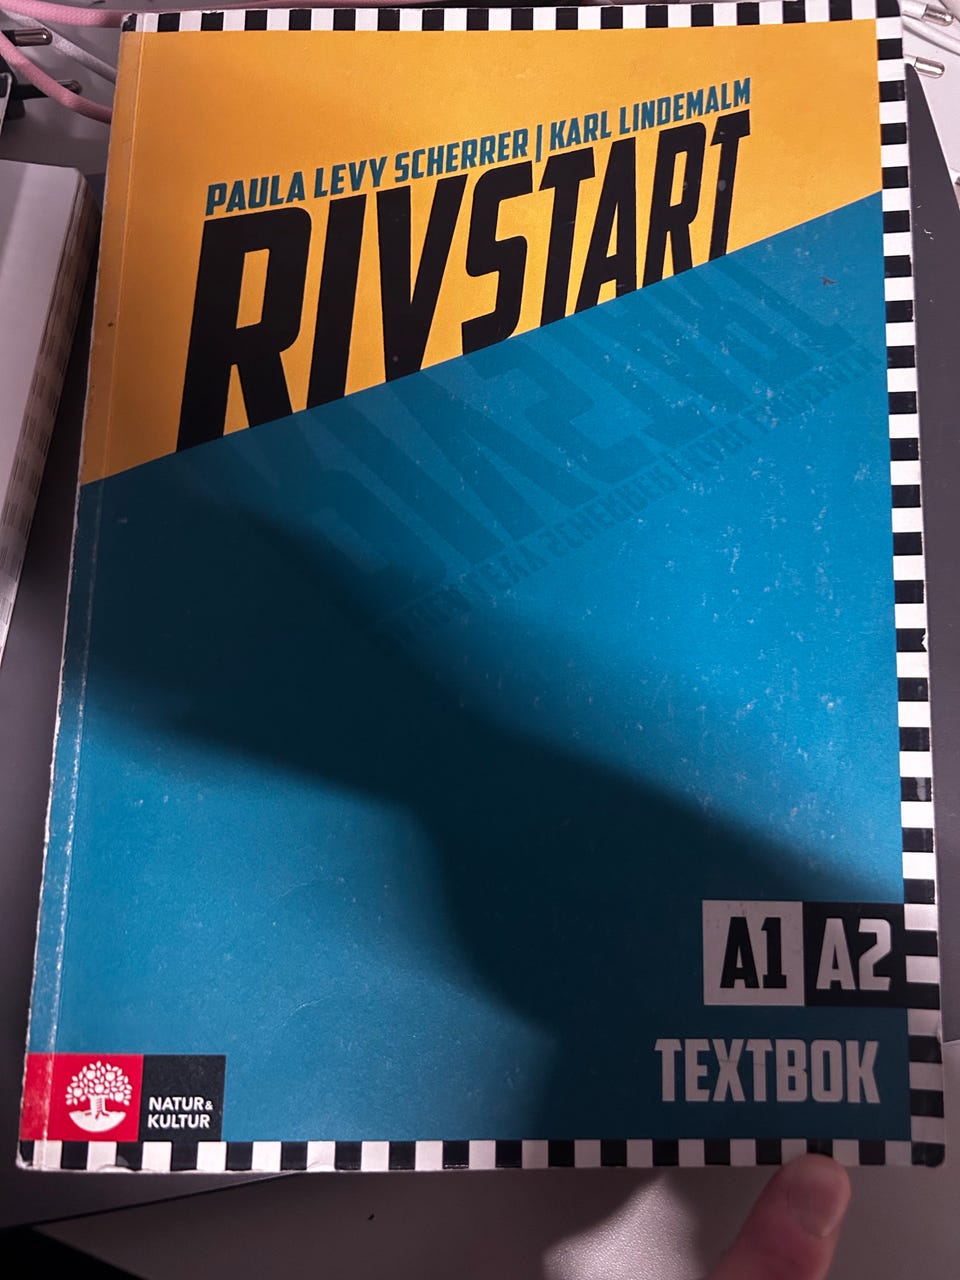 PAULA LEVY SCHERRER | KARL LINDEMALM
RIVSTART
A1 A2
TEXTBOK
NATUR &
KULTUR